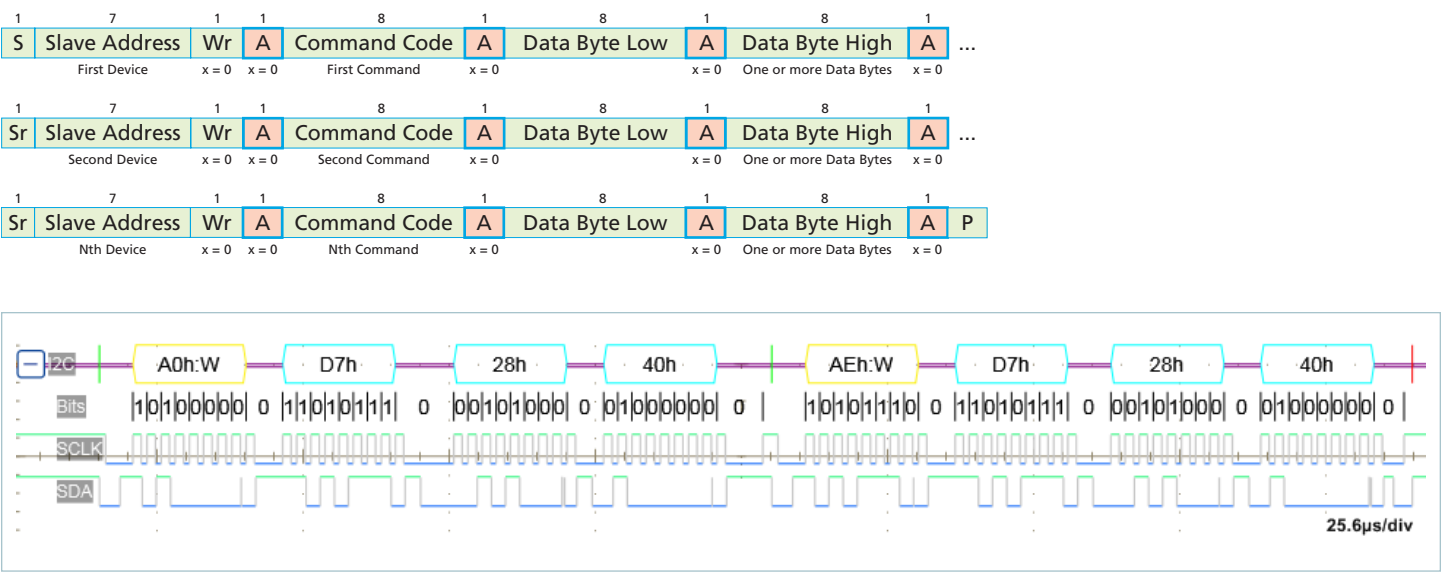 1 7 1 1 8 1 8 1 8 1
S Slave Address Wr A Command Code A Data Byte Low A Data Byte High A ...
First Device x = 0 x = 0 First Command x = 0 x = 0 One or more Data Bytes x = 0
1 7 1 1 8 1 8 1 8 1
Sr Slave Address Wr A Command Code A Data Byte Low A Data Byte High A ...
Second Device x = 0 x = 0 Second Command x = 0 x = 0 One or more Data Bytes x = 0
1 7 1 1 8 1 8 1 8 1
Sr Slave Address Wr A Command Code A Data Byte Low A Data Byte High A P
Nth Device x = 0 x = 0 Nth Command x = 0 x = 0 One or more Data Bytes x = 0
I2C A0h:W D7h 28h 40h AEh:W D7h 28h 40h
Bits 10100000 0 11010111 0 00101000 0 01000000 0 10101110 0 11010111 0 00101000 0 01000000 0
SCLK
SDA
25.6µs/div